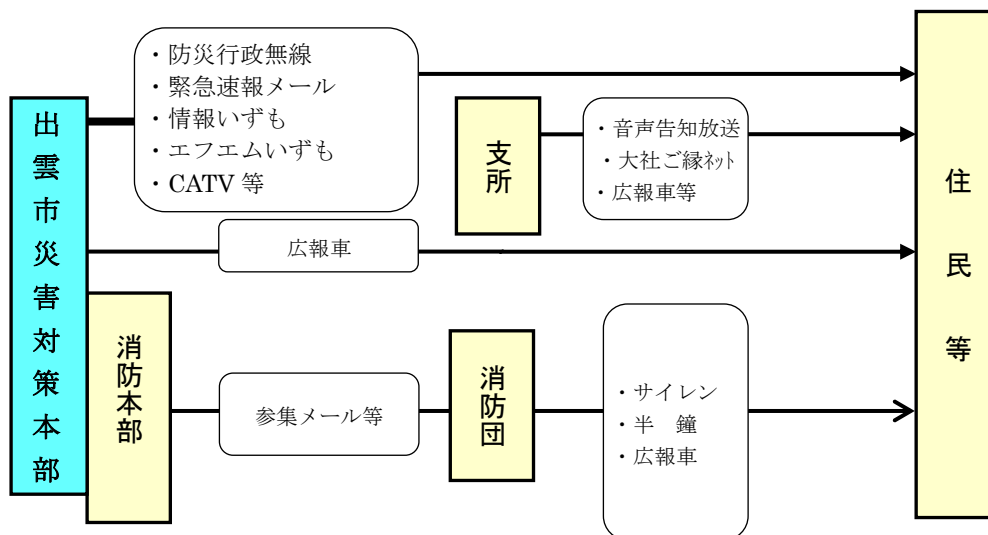 出雲市災害対策本部
・防災行政無線
・緊急速報メール
・情報いずも
・エフエムいずも
・CATV 等
支所
・音声告知放送
・大社ご縁ﾈｯﾄ
・広報車等
広報車
消防本部
参集メール等
消防団
・サイレン
・半　鐘
・広報車
住民等